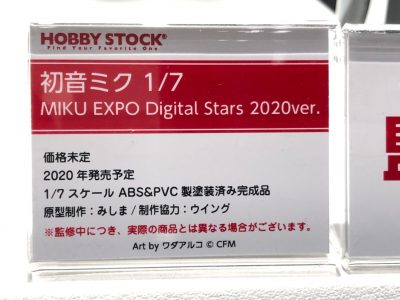 HOBBY STOCK®
Find Your Favorite One
初音ミク 1/7
MIKU EXPO Digital Stars 2020ver.
価格未定
2020年発売予定
1/7スケール ABS&PVC 製塗装済み完成品
原型制作：みしま/制作協力：ウイング
※監修中につき、実際の商品とは異なる場合がございます。
Art by ワダアルコ © CFM